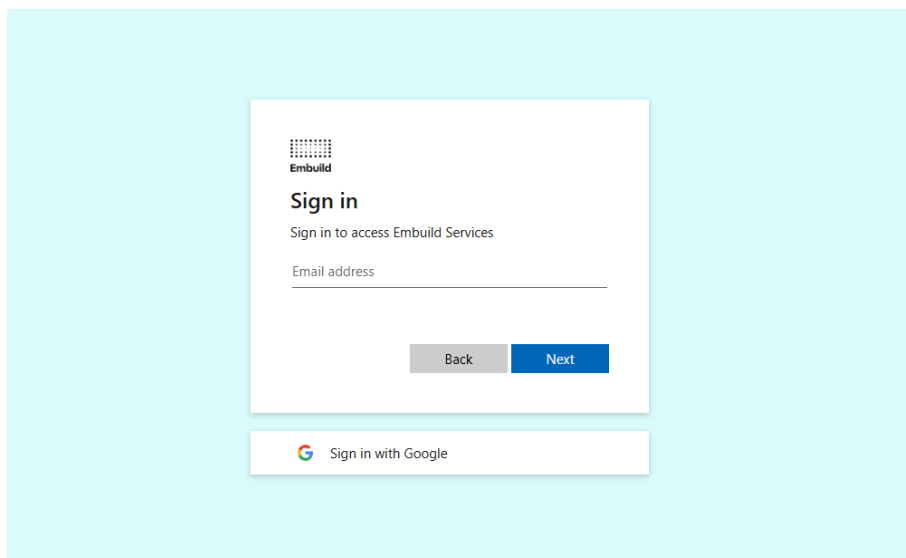 Embuild
Sign in
Sign in to access Embuild Services
Email address
Back Next
Sign in with Google